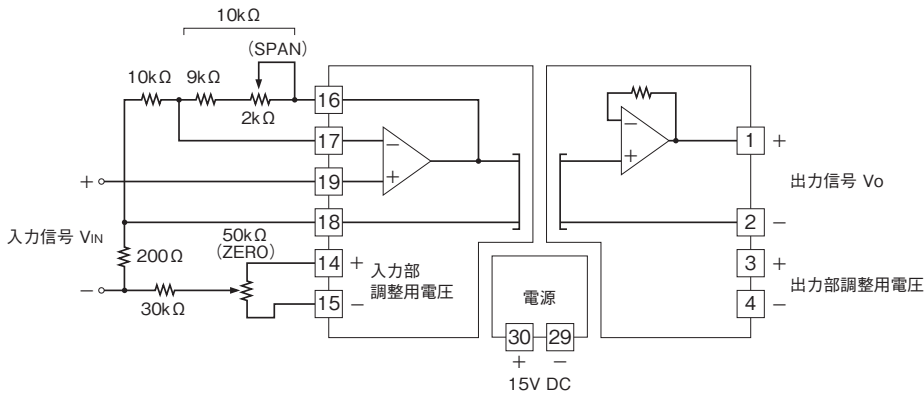 10kΩ
(SPAN)
10kΩ
9kΩ
2kΩ
16
17
−
+
19
+
18
入力信号 VIN
200Ω
50kΩ
(ZERO)
−
30kΩ
14
+
15
−
入力部
調整用電圧
電源
30
29
+
−
15V DC
−
+
1
+
出力信号 Vo
2
−
3
+
出力部調整用電圧
4
−